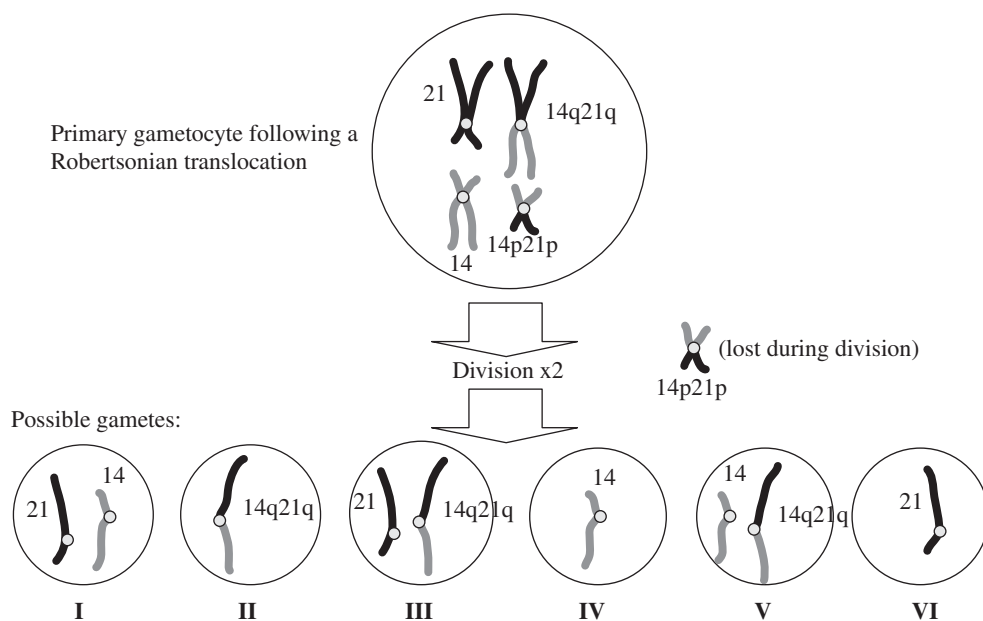 21
14q21q
Primary gametocyte following a
Robertsonian translocation
14p21p
14
(lost during division)
Division x2
14p21p
Possible gametes:
21
14
14q21q
21
14q21q
14
14
14q21q
21
I
II
III
IV
V
VI